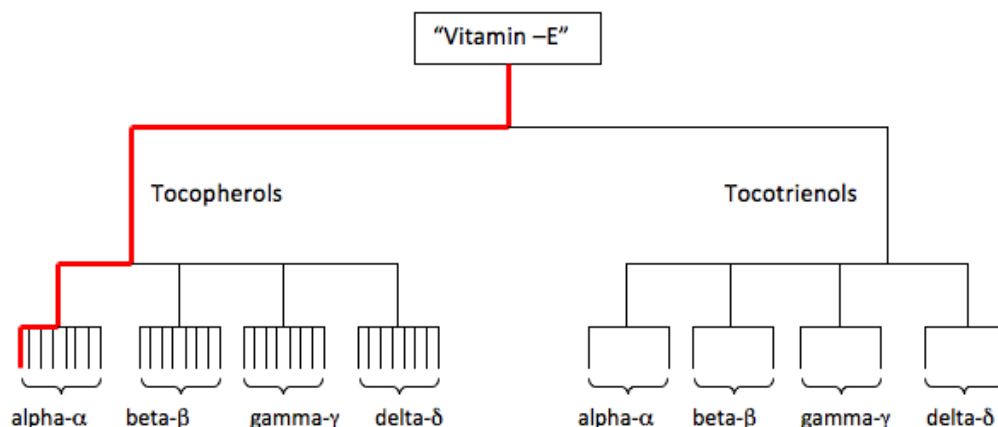 “Vitamin –E”
Tocopherols Tocotrienols
alpha-α beta-β gamma-γ delta-δ alpha-α beta-β gamma-γ delta-δ